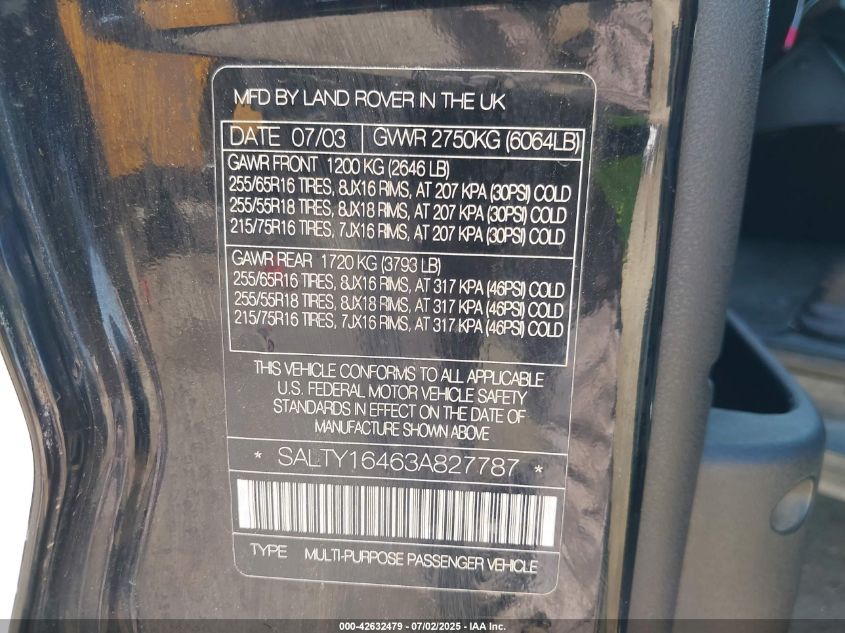 MFD BY LAND ROVER IN THE UK
DATE 07/03 GVWR 2750KG (6064LB)
GAWR FRONT 1200 KG (2646 LB)
255/65R16 TIRES, 8JX16 RIMS, AT 207 KPA (30PSI) COLD
255/55R18 TIRES, 8JX18 RIMS, AT 207 KPA (30PSI) COLD
215/75R16 TIRES, 7JX16 RIMS, AT 207 KPA (30PSI) COLD
GAWR REAR 1720 KG (3793 LB)
255/65R16 TIRES, 8JX16 RIMS, AT 317 KPA (46PSI) COLD
255/55R18 TIRES, 8JX18 RIMS, AT 317 KPA (46PSI) COLD
215/75R16 TIRES, 7JX16 RIMS, AT 317 KPA (46PSI) COLD
THIS VEHICLE CONFORMS TO ALL APPLICABLE
U.S. FEDERAL MOTOR VEHICLE SAFETY
STANDARDS IN EFFECT ON THE DATE OF
MANUFACTURE SHOWN ABOVE
* SALTY16463A827787 *
TYPE MULTI-PURPOSE PASSENGER VEHICLE
000-42632479 - 07/02/2025 - IAA Inc.